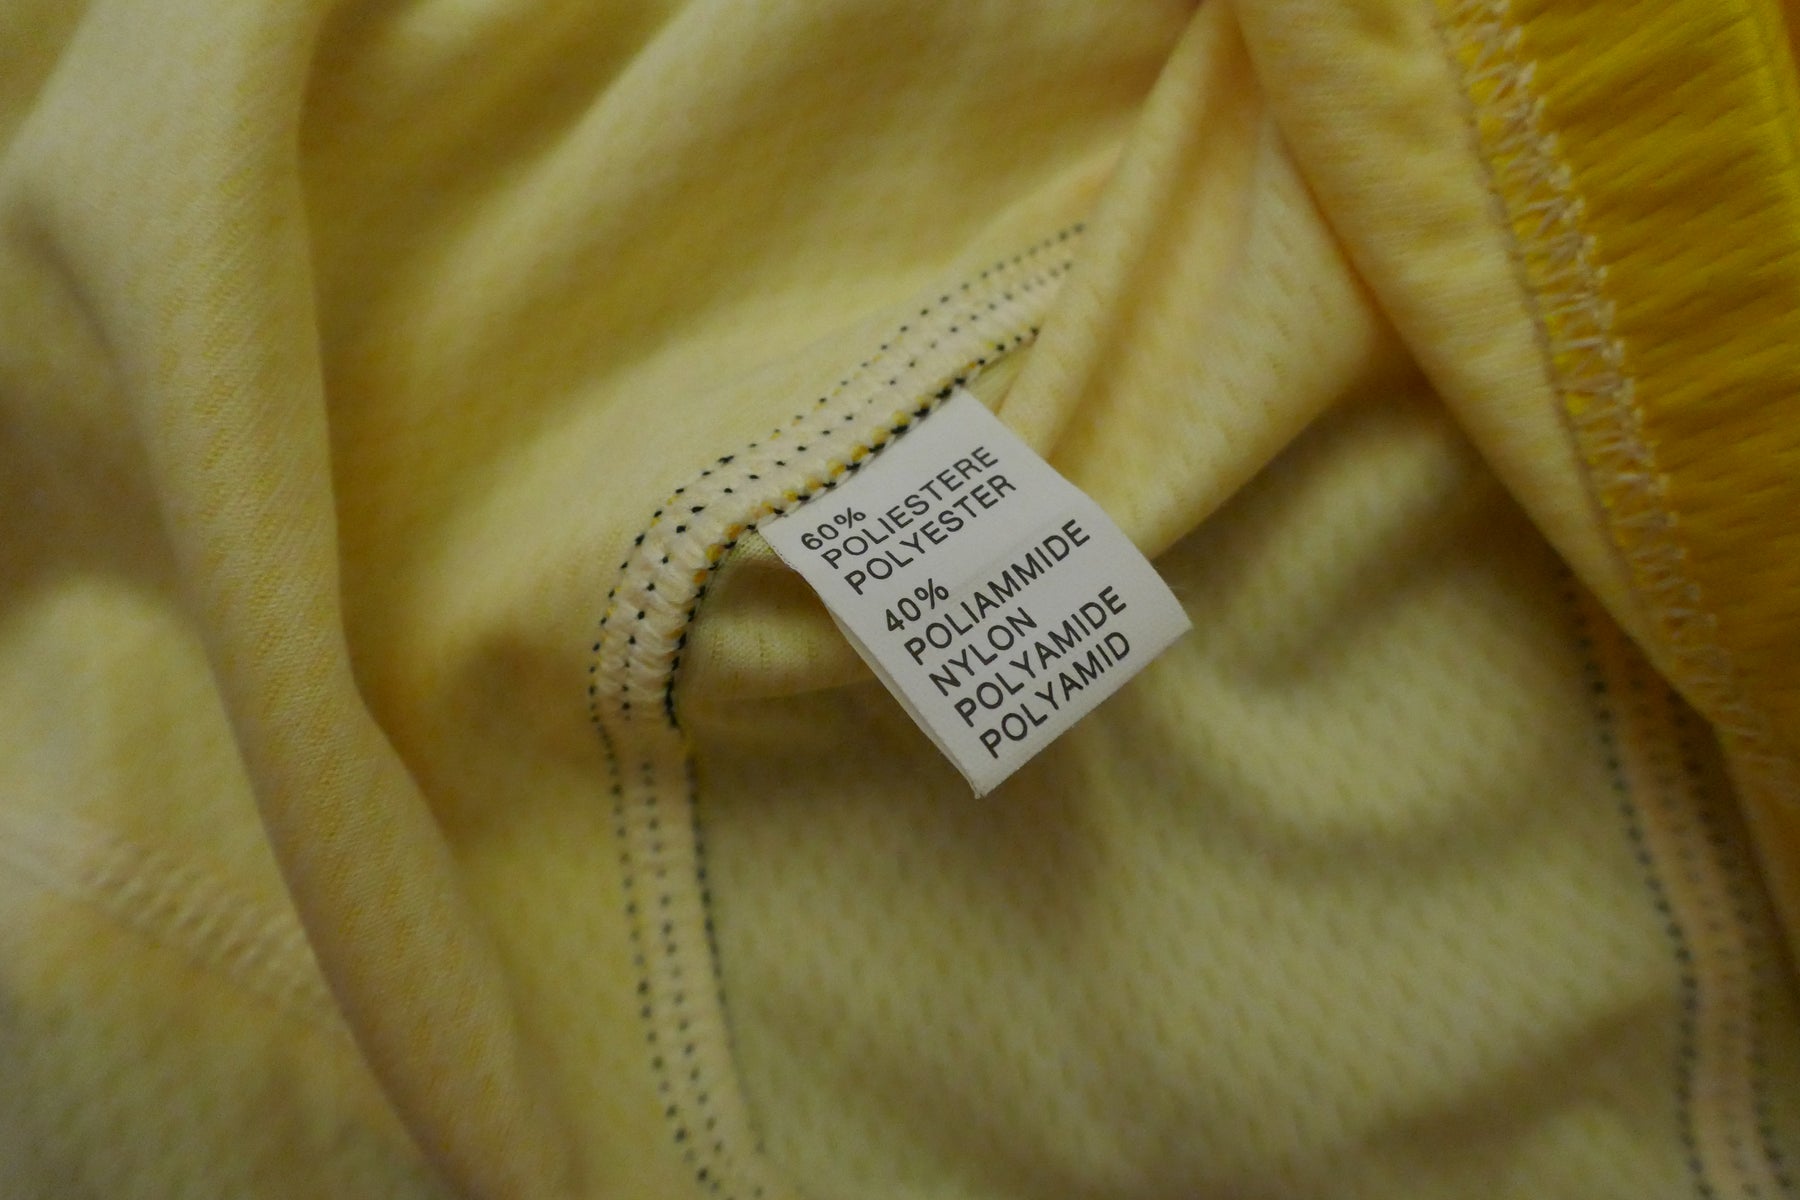 60%
POLIESTERE
POLYESTER
40%
POLIAMMIDE
NYLON
POLYAMIDE
POLYAMID